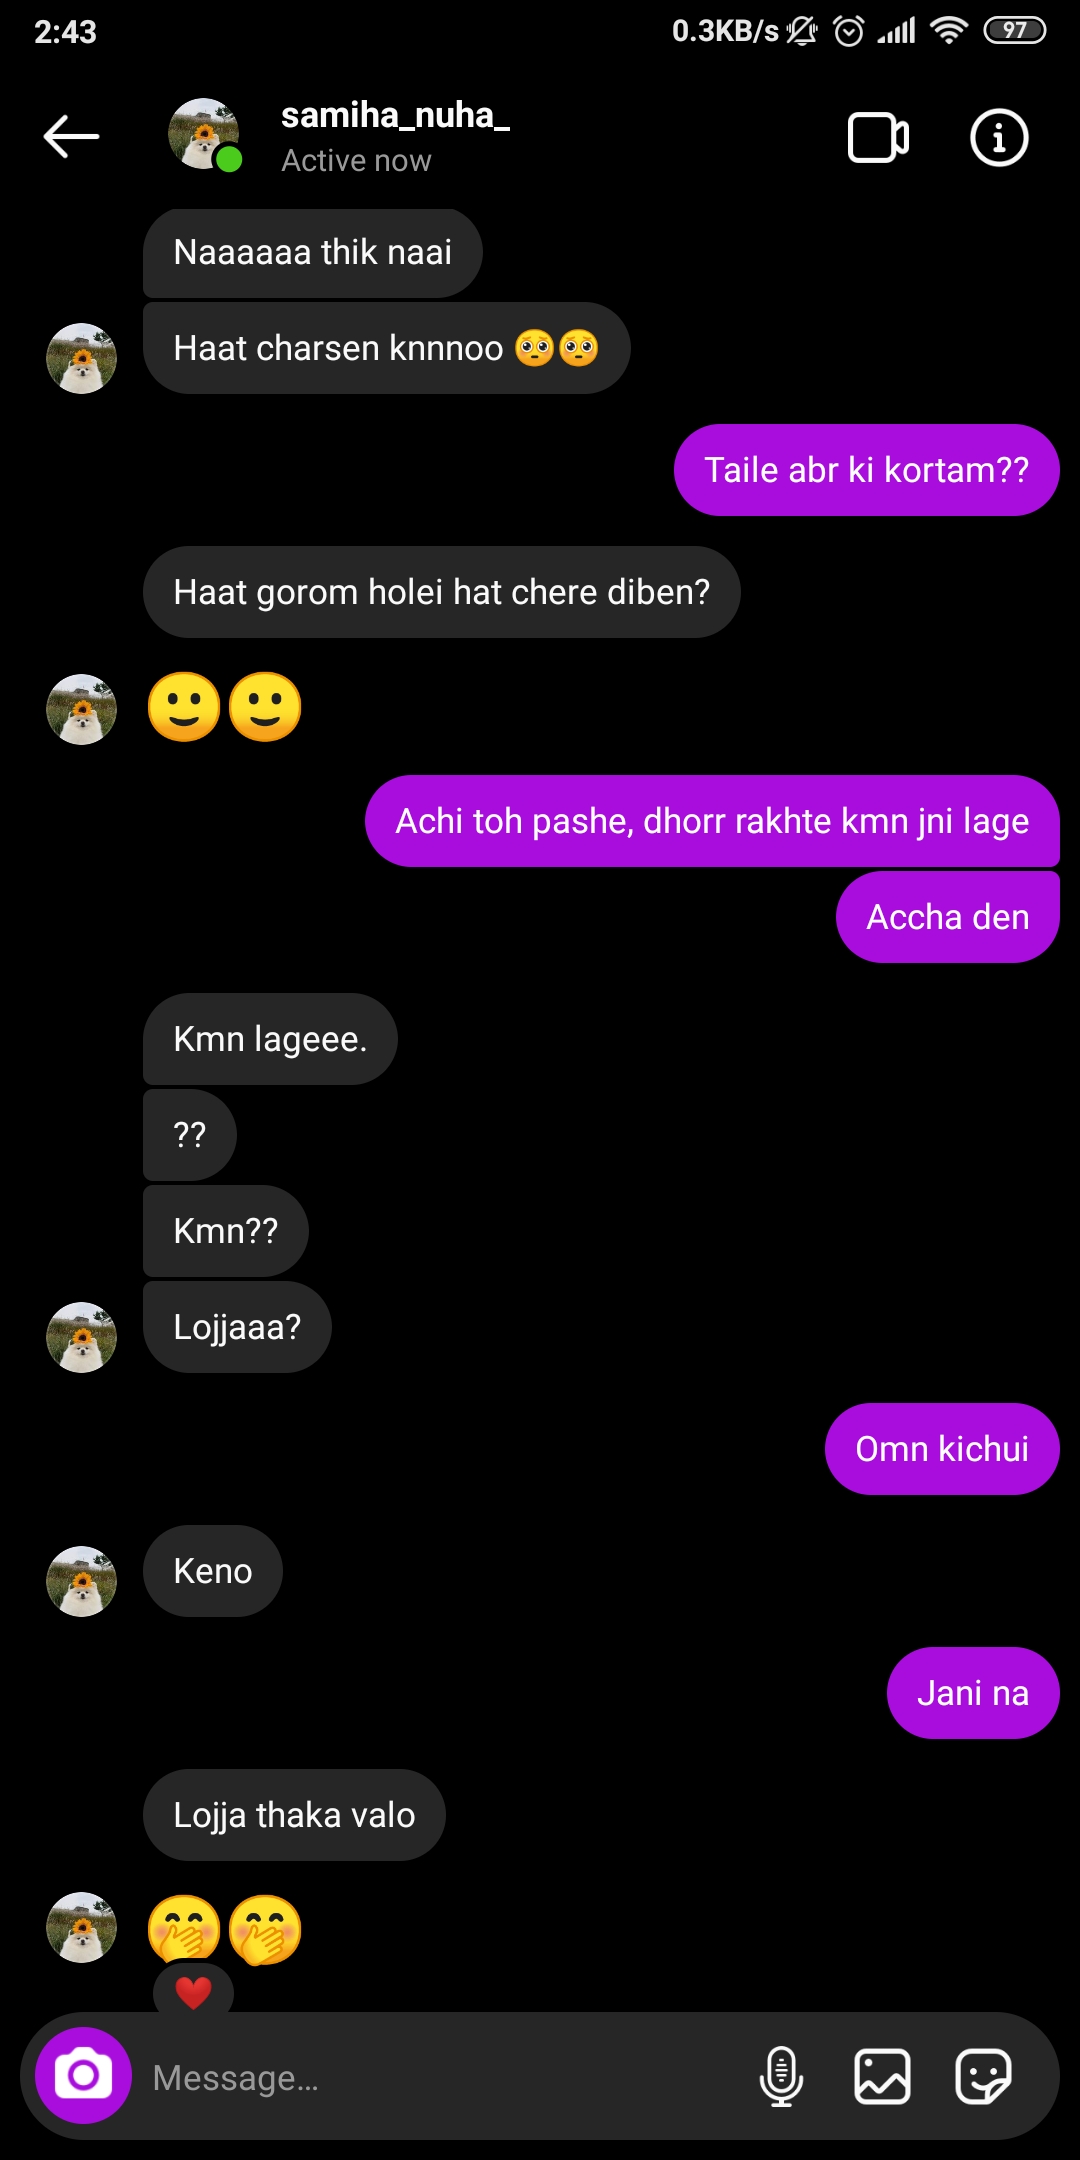 2:43
0.3KB/s
97
samiha_nuha_
Active now
Naaaaaa thik naai
Haat charsen knnnoo 🥺🥺
Taile abr ki kortam??
Haat gorom holei hat chere diben?
🙂🙂
Achi toh pashe, dhorr rakhte kmn jni lage
Accha den
Kmn lageee.
??
Kmn??
Lojjaaa?
Omn kichui
Keno
Jani na
Lojja thaka valo
🤭🤭
❤️
Message...